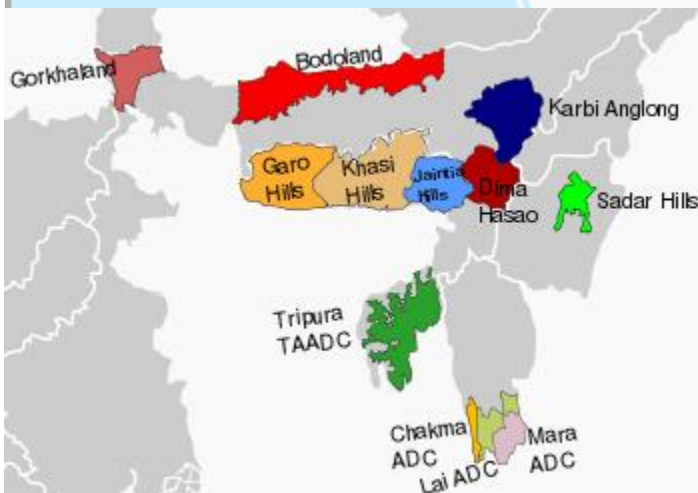 Gorkhaland
Bodoland
Karbi Anglong
Garo
Hills
Khasi
Hills
Jaintia
Hills
Dima
Hasao
Sadar Hills
Tripura
TAADC
Chakma
ADC
Lai ADC
Mara
ADC